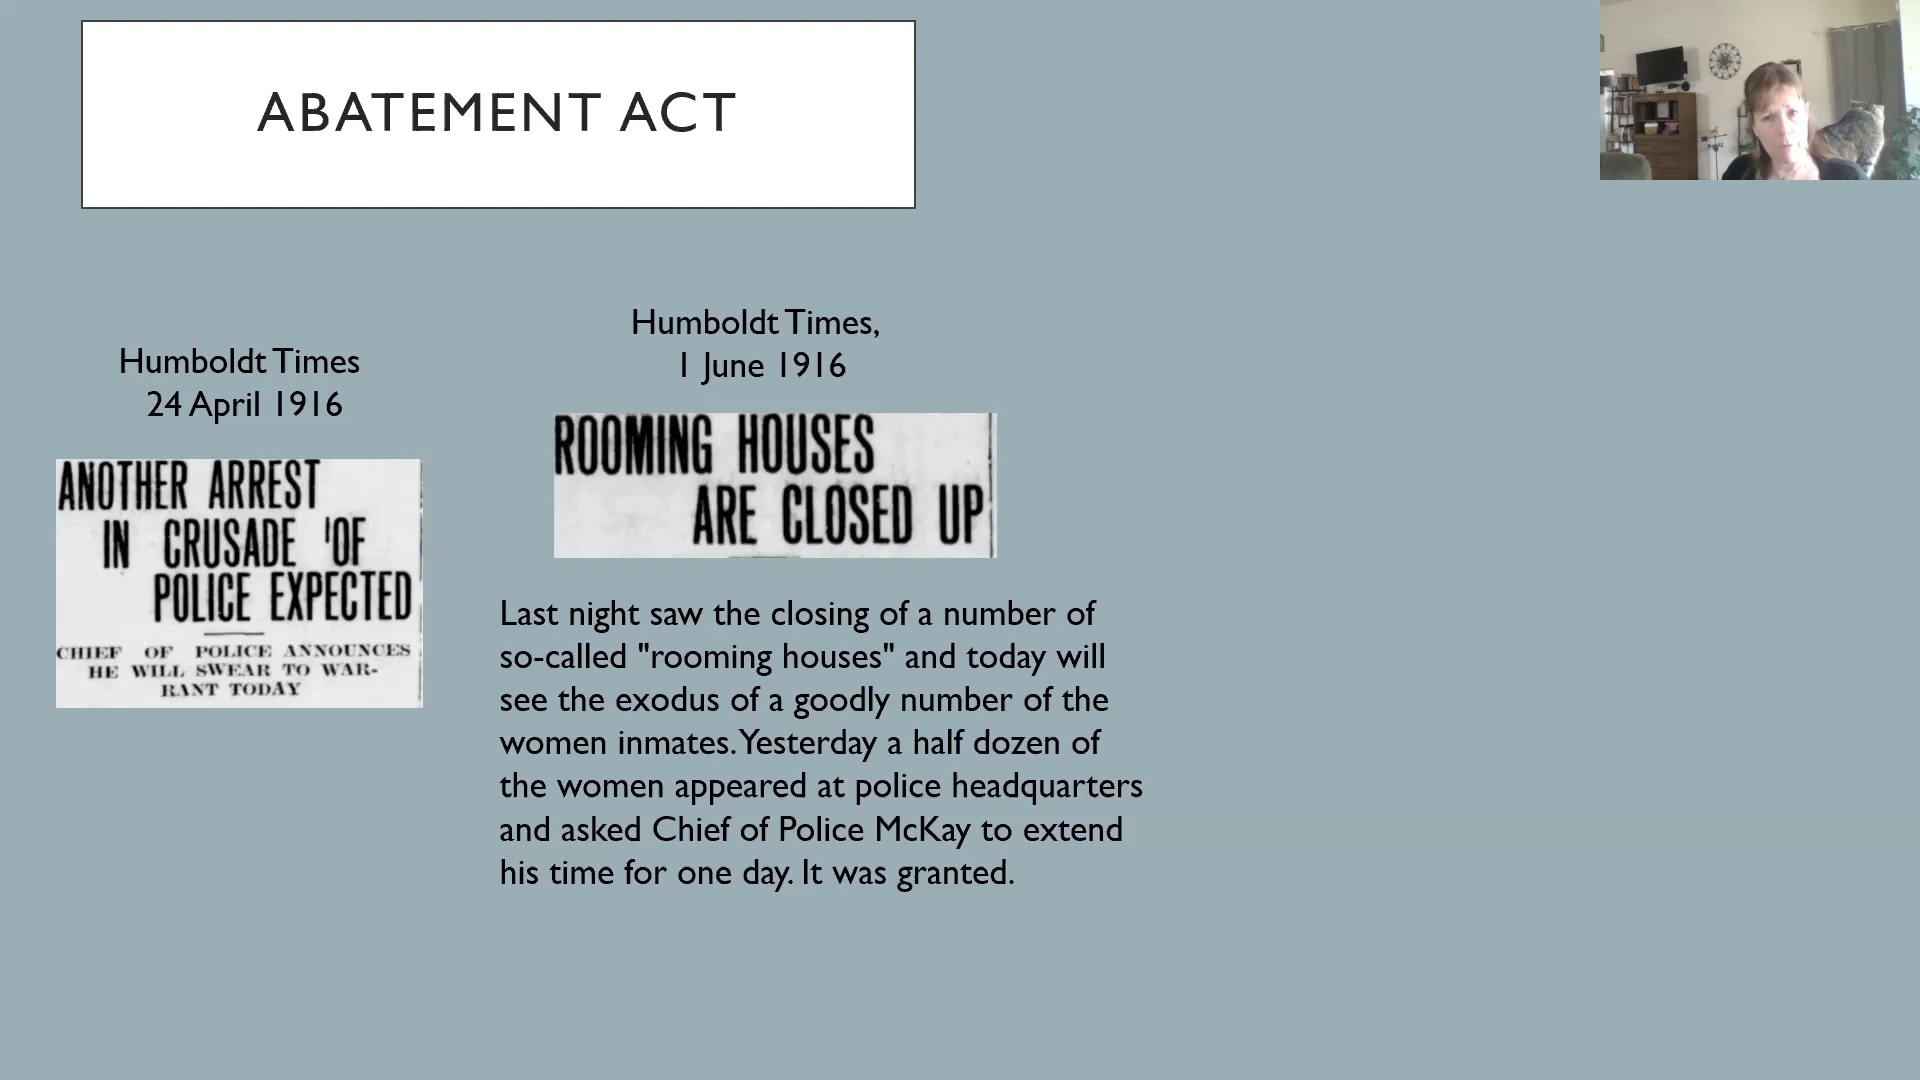 ABATEMENT ACT
Humboldt Times
24 April 1916
ANOTHER ARREST
IN CRUSADE 'OF
POLICE EXPECTED
CHIEF OF POLICE ANNOUNCES
HE WILL SWEAR TO WAR-
RANT TODAY
Humboldt Times,
1 June 1916
ROOMING HOUSES
ARE CLOSED UP
Last night saw the closing of a number of
so-called "rooming houses" and today will
see the exodus of a goodly number of the
women inmates. Yesterday a half dozen of
the women appeared at police headquarters
and asked Chief of Police McKay to extend
his time for one day. It was granted.